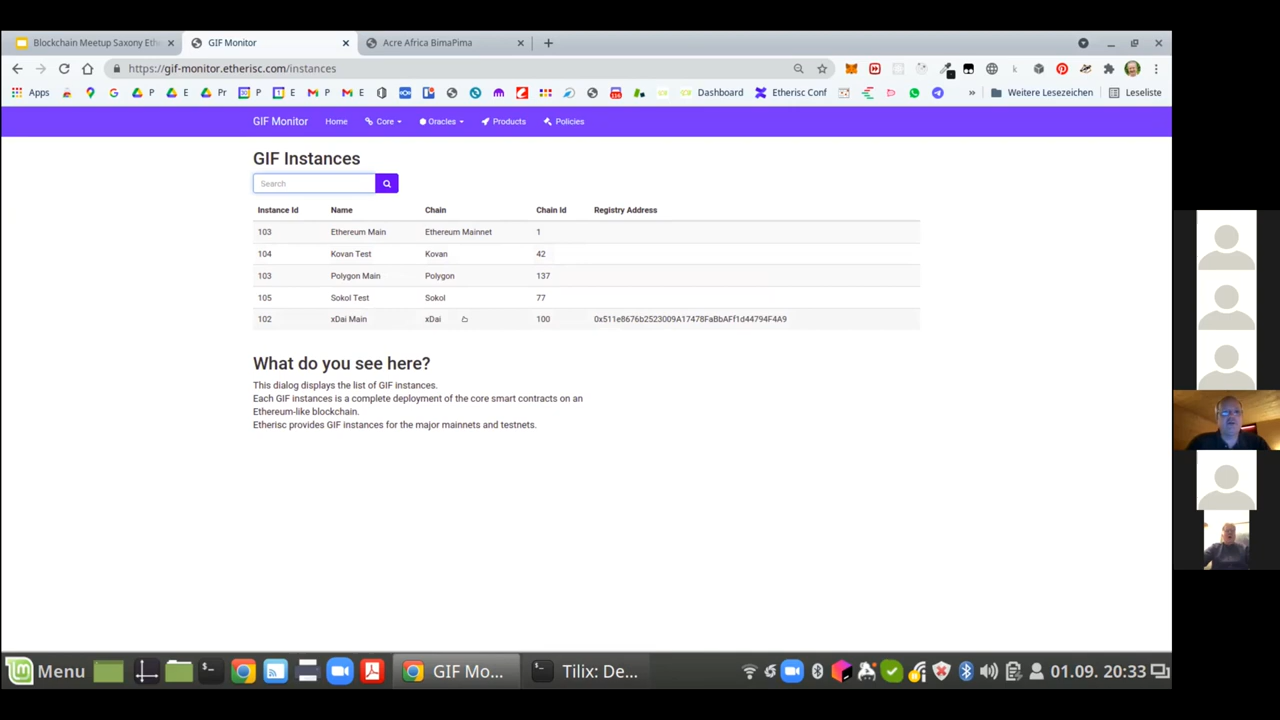 Blockchain Meetup Saxony Eth
GIF Monitor
Acre Africa BimaPima
https://gif-monitor.etherisc.com/instances
Apps
P
E
Pr
E
P
E
P
E
Dashboard
Etherisc Conf
»
Weitere Lesezeichen
Leseliste
GIF Monitor Home Core Oracles Products Policies
GIF Instances
Search
Instance Id Name Chain Chain Id Registry Address
103 Ethereum Main Ethereum Mainnet 1
104 Kovan Test Kovan 42
103 Polygon Main Polygon 137
105 Sokol Test Sokol 77
102 xDai Main xDai 100 0x511e8676b2523009A17478FaBbAFf1d44794F4A9
What do you see here?
This dialog displays the list of GIF instances.
Each GIF instances is a complete deployment of the core smart contracts on an
Ethereum-like blockchain.
Etherisc provides GIF instances for the major mainnets and testnets.
Menu
GIF Mo...
Tilix: De...
01.09. 20:33